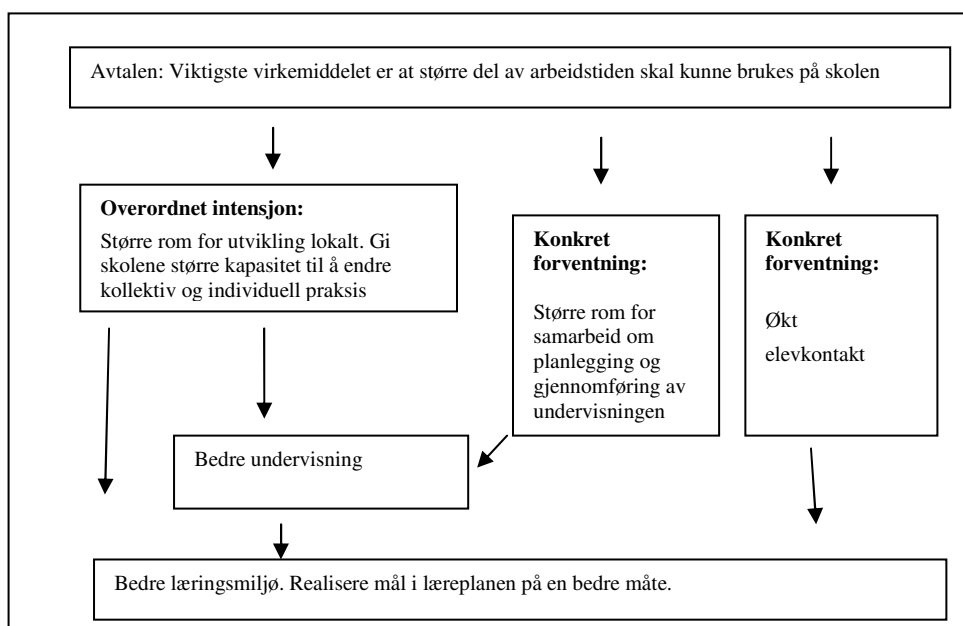 Avtalen: Viktigste virkemiddelet er at større del av arbeidstiden skal kunne brukes på skolen
Overordnet intensjon:
Større rom for utvikling lokalt. Gi
skolene større kapasitet til å endre
kollektiv og individuell praksis
Konkret
forventning:
Større rom for
samarbeid om
planlegging og
gjennomføring av
undervisningen
Konkret
forventning:
Økt
elevkontakt
Bedre undervisning
Bedre læringsmiljø. Realisere mål i læreplanen på en bedre måte.